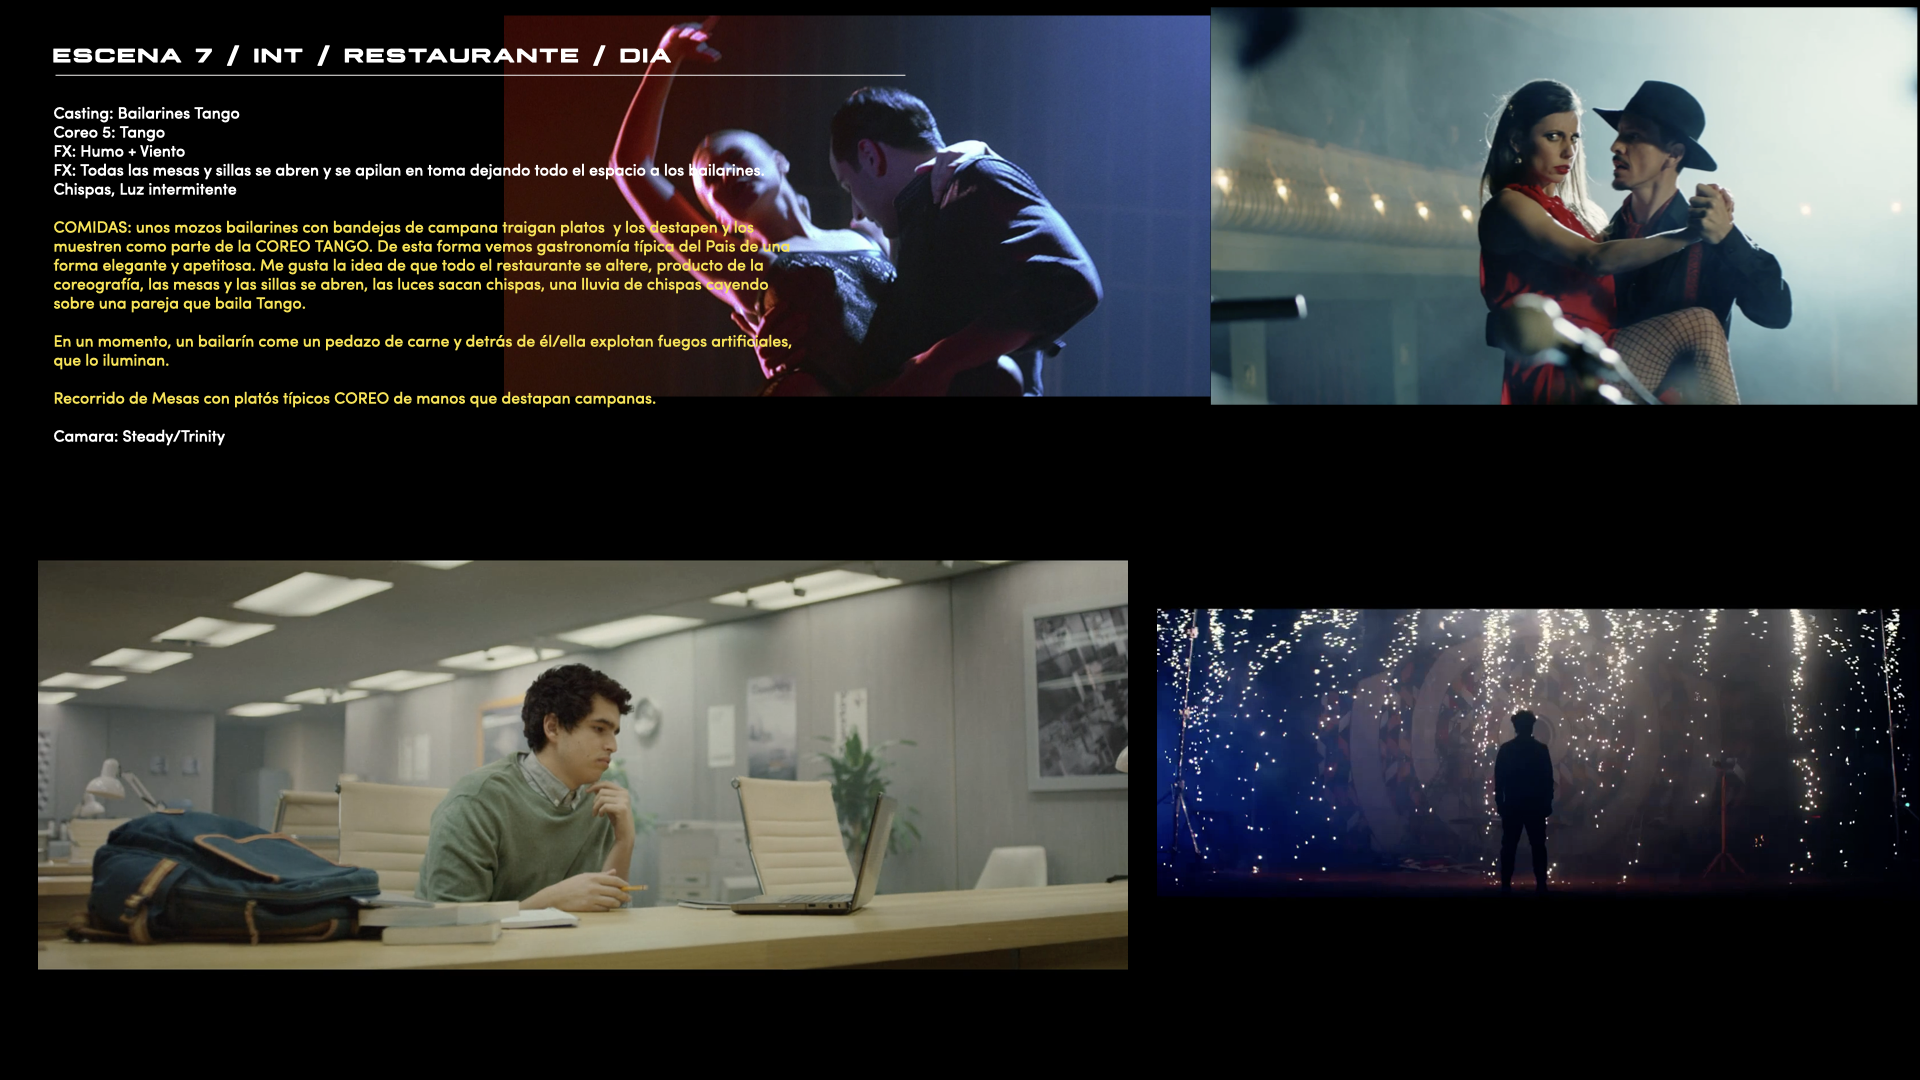 ESCENA 7 / INT / RESTAURANTE / DIA
Casting: Bailarines Tango
Coreo 5: Tango
FX: Humo + Viento
FX: Todas las mesas y sillas se abren y se apilan en toma dejando todo el espacio a los bailarines.
Chispas, Luz intermitente
COMIDAS: unos mozos bailarines con bandejas de campana traigan platos  y los destapen y los
muestren como parte de la COREO TANGO. De esta forma vemos gastronomía típica del Pais de una
forma elegante y apetitosa. Me gusta la idea de que todo el restaurante se altere, producto de la
coreografía, las mesas y las sillas se abren, las luces sacan chispas, una lluvia de chispas cayendo
sobre una pareja que baila Tango.
En un momento, un bailarín come un pedazo de carne y detrás de él/ella explotan fuegos artificiales,
que lo iluminan.
Recorrido de Mesas con platós típicos COREO de manos que destapan campanas.
Camara: Steady/Trinity